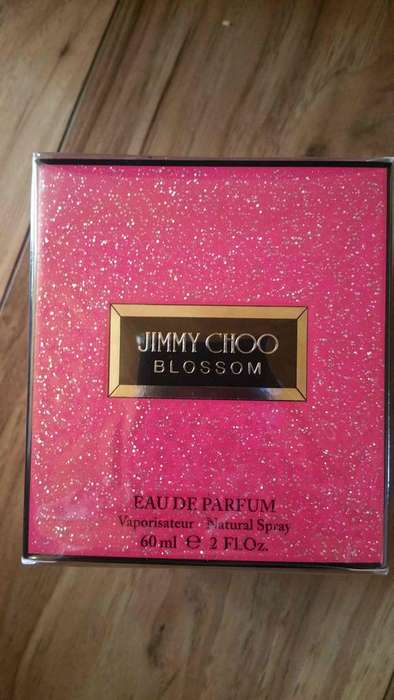 JIMMY CHOO
BLOSSOM
EAU DE PARFUM
Vaporisateur - Natural Spray
60 ml e 2 Fl.Oz.